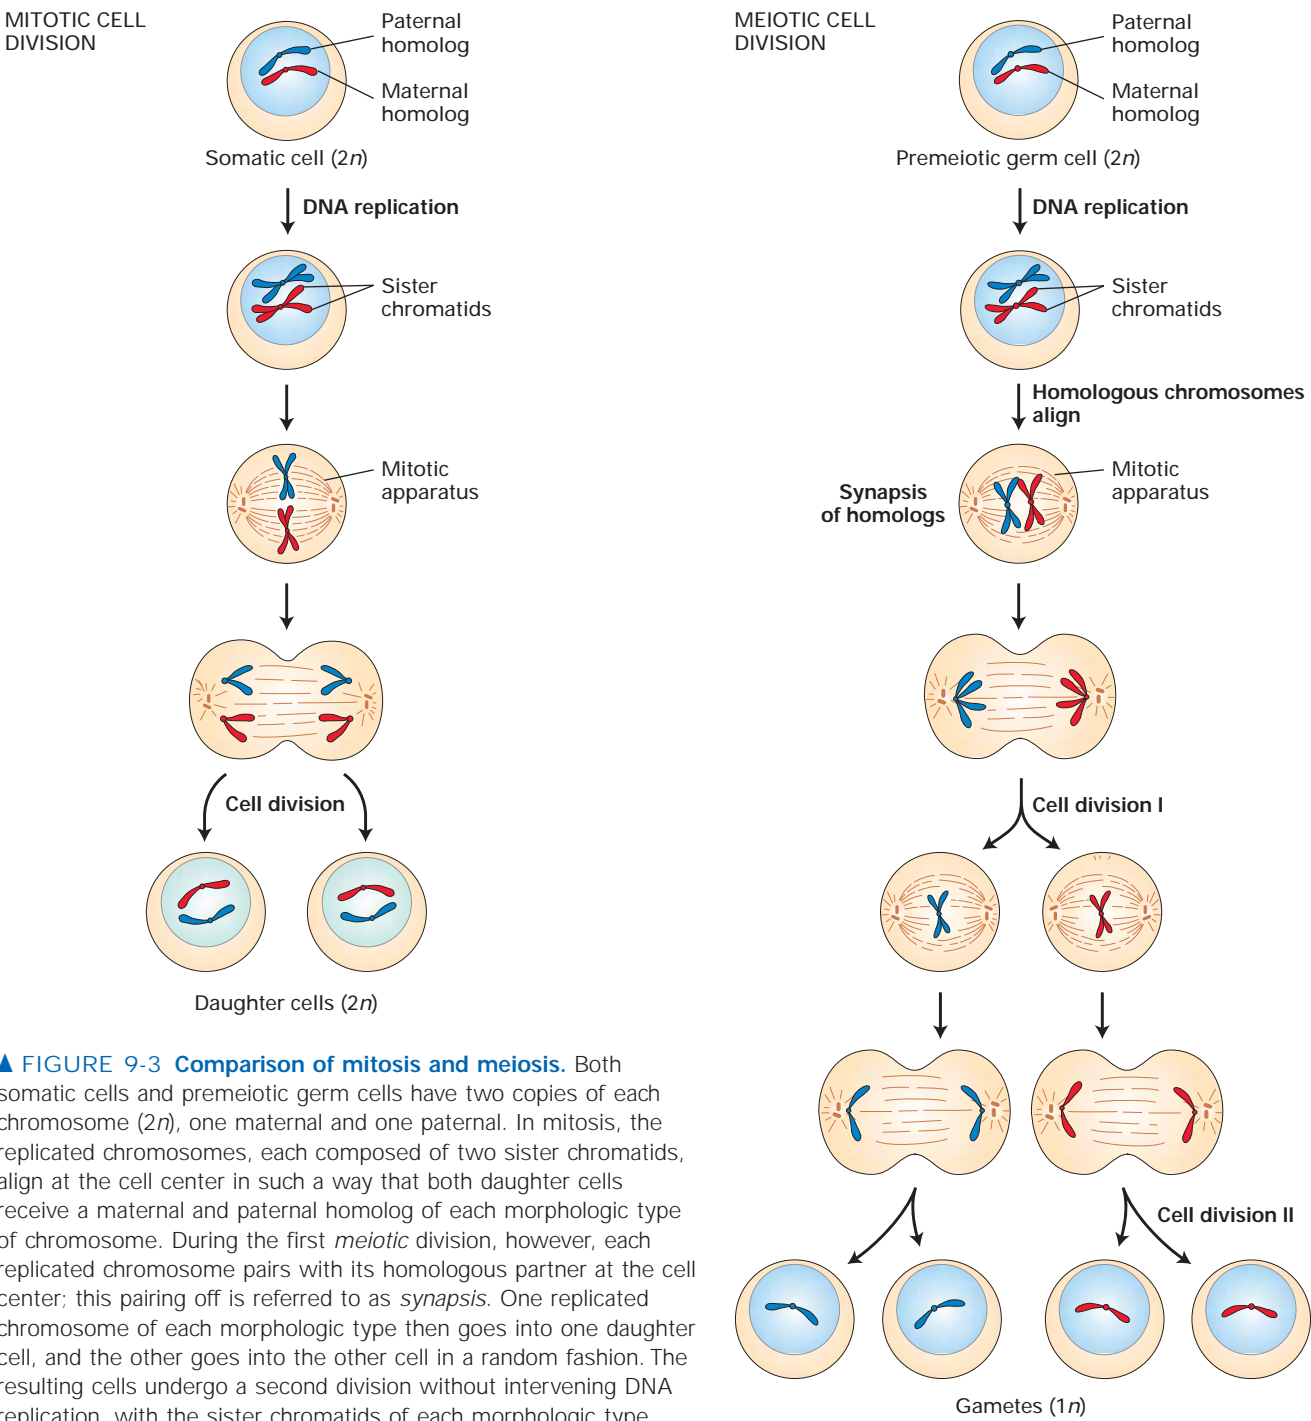 MITOTIC CELL
DIVISION
Paternal
homolog
Maternal
homolog
Somatic cell (2n)
DNA replication
Sister
chromatids
Mitotic
apparatus
Cell division
Daughter cells (2n)
MEIOTIC CELL
DIVISION
Paternal
homolog
Maternal
homolog
Premeiotic germ cell (2n)
DNA replication
Sister
chromatids
Homologous chromosomes
align
Synapsis
of homologs
Mitotic
apparatus
Cell division I
Cell division II
Gametes (1n)
▲ FIGURE 9-3 Comparison of mitosis and meiosis. Both
somatic cells and premeiotic germ cells have two copies of each
chromosome (2n), one maternal and one paternal. In mitosis, the
replicated chromosomes, each composed of two sister chromatids,
align at the cell center in such a way that both daughter cells
receive a maternal and paternal homolog of each morphologic type
of chromosome. During the first meiotic division, however, each
replicated chromosome pairs with its homologous partner at the cell
center; this pairing off is referred to as synapsis. One replicated
chromosome of each morphologic type then goes into one daughter
cell, and the other goes into the other cell in a random fashion. The
resulting cells undergo a second division without intervening DNA
replication, with the sister chromatids of each morphologic type